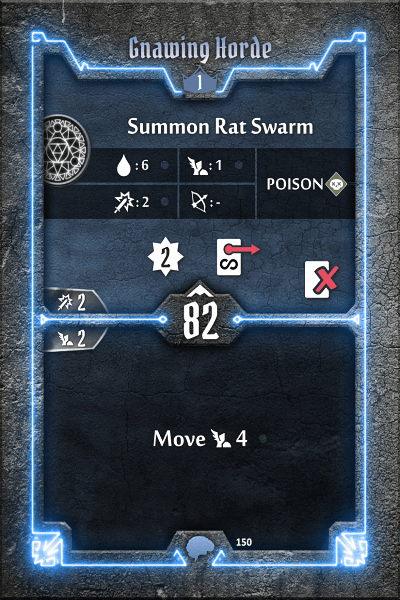 Gnawing Horde
1
Summon Rat Swarm
: 6 : 1
POISON
: 2 : -
2
S
X
2
82
2
Move 4
150